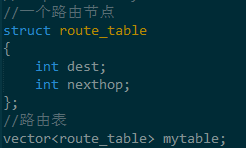 //一个路由节点
struct route_table
{
    int dest;
    int nexthop;
};
//路由表
vector<route_table> mytable;